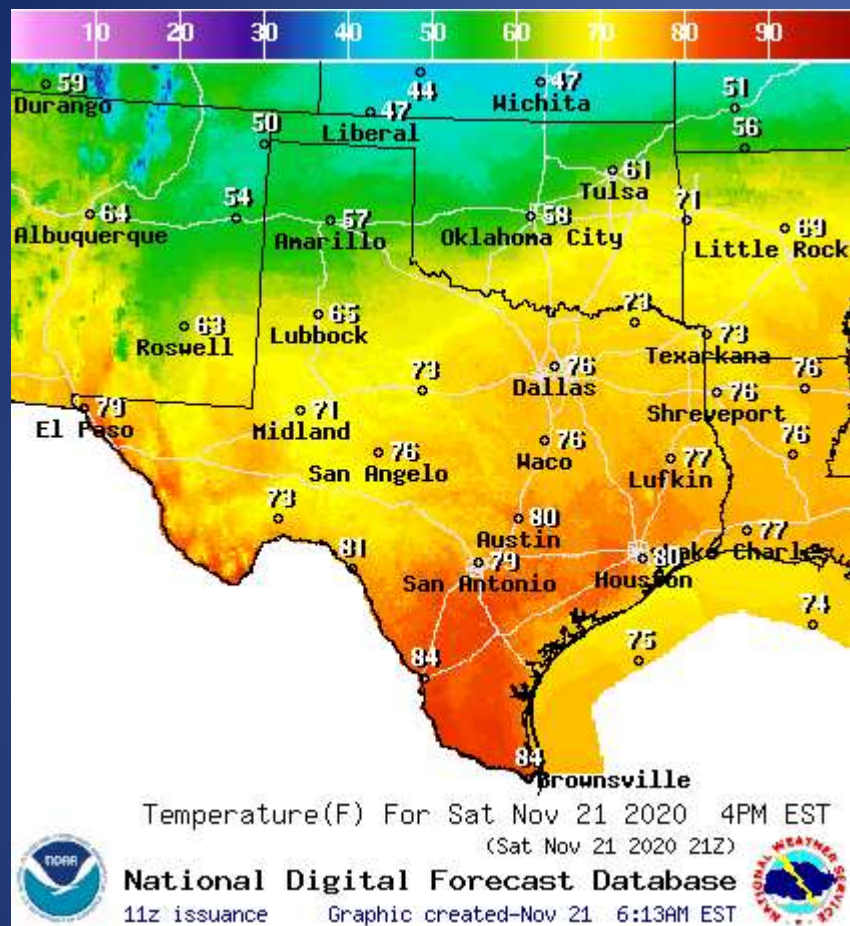 10 20 30 40 50 60 70 80 90
59
Durango
44
47
Wichita
47
Liberal
51
50
56
61
Tulsa
64
Albuquerque
54
57
Amarillo
58
Oklahoma City
71
69
Little Rock
63
Roswell
65
Lubbock
73
73
Texarkana
76
Dallas
73
76
Shreveport
76
79
El Paso
71
Midland
76
San Angelo
76
Waco
77
Lufkin
76
73
80
Austin
77
Lake Charles
81
79
San Antonio
80
Houston
74
75
84
84
Brownsville
Temperature(F) For Sat Nov 21 2020 4PM EST
(Sat Nov 21 2020 21Z)
National Digital Forecast Database
11z issuance Graphic created-Nov 21 6:13AM EST
NOAA
NATIONAL WEATHER SERVICE